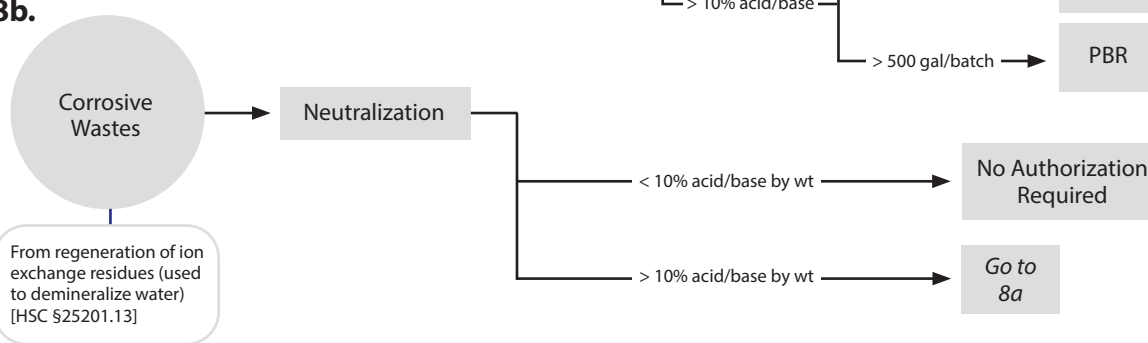 8b.
> 10% acid/base
> 500 gal/batch
PBR
Corrosive
Wastes
Neutralization
< 10% acid/base by wt
No Authorization
Required
> 10% acid/base by wt
Go to
8a
From regeneration of ion
exchange residues (used
to demineralize water)
[HSC §25201.13]